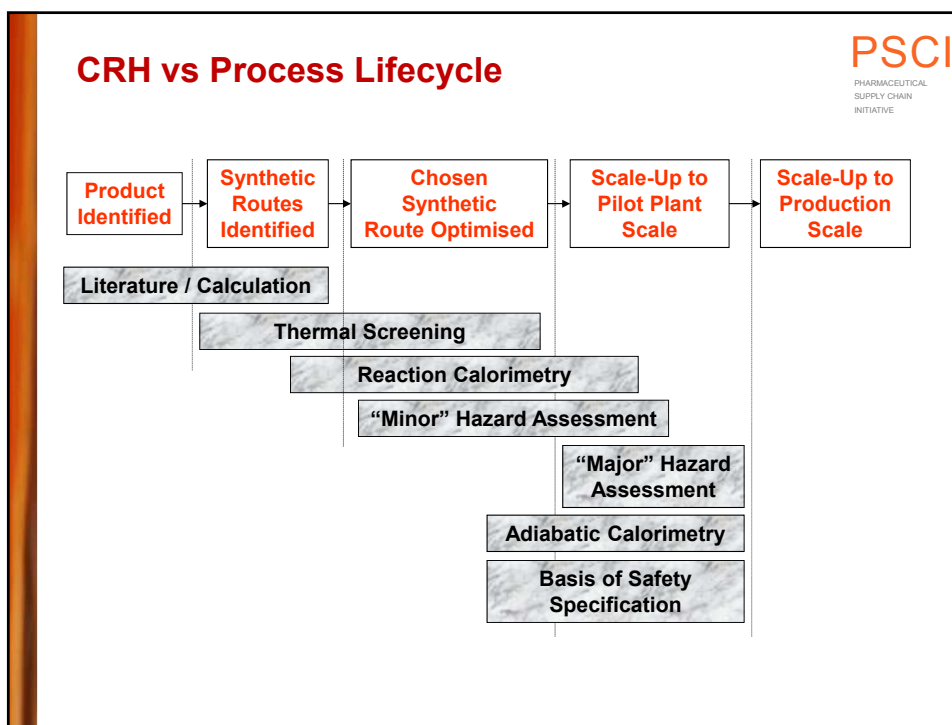 CRH vs Process Lifecycle
PSCI
PHARMACEUTICAL
SUPPLY CHAIN
INITIATIVE
Product
Identified
Synthetic
Routes
Identified
Chosen
Synthetic
Route Optimised
Scale-Up to
Pilot Plant
Scale
Scale-Up to
Production
Scale
Literature / Calculation
Thermal Screening
Reaction Calorimetry
“Minor” Hazard Assessment
“Major” Hazard
Assessment
Adiabatic Calorimetry
Basis of Safety
Specification